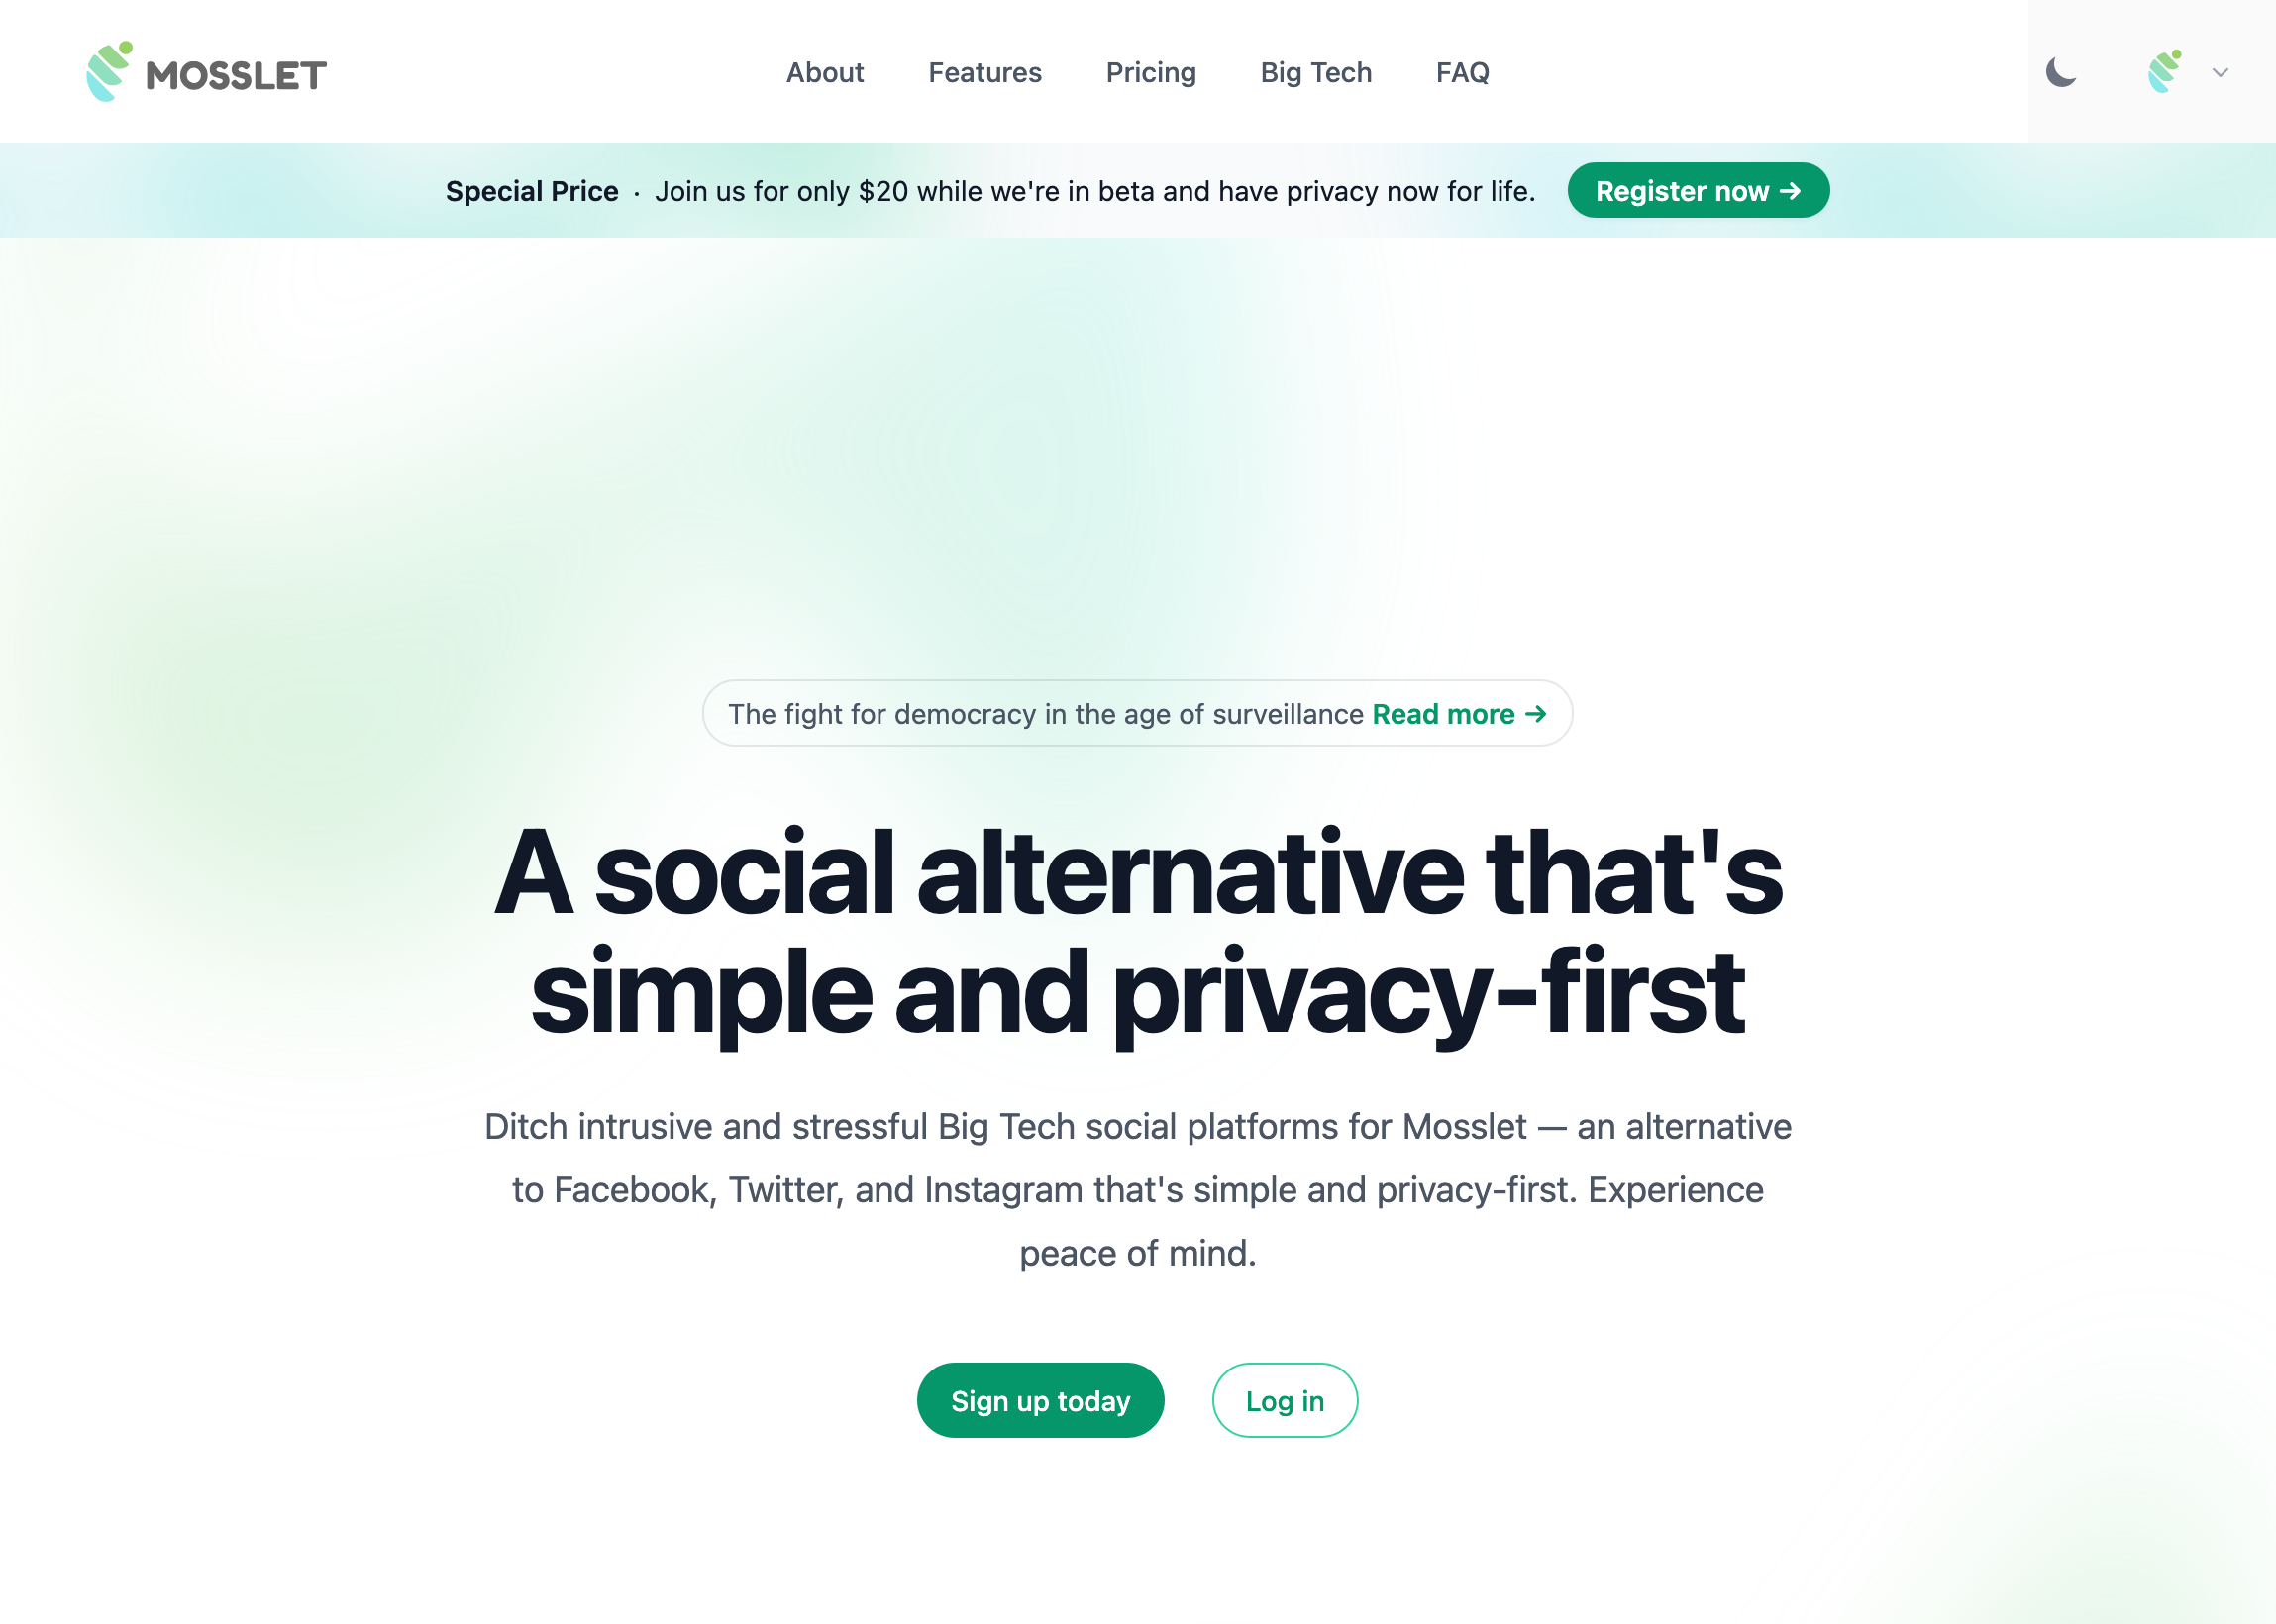 MOSSLET
About
Features
Pricing
Big Tech
FAQ
Special Price · Join us for only $20 while we're in beta and have privacy now for life.
Register now →
The fight for democracy in the age of surveillance Read more →
A social alternative that's
simple and privacy-first
Ditch intrusive and stressful Big Tech social platforms for Mosslet — an alternative
to Facebook, Twitter, and Instagram that's simple and privacy-first. Experience
peace of mind.
Sign up today
Log in